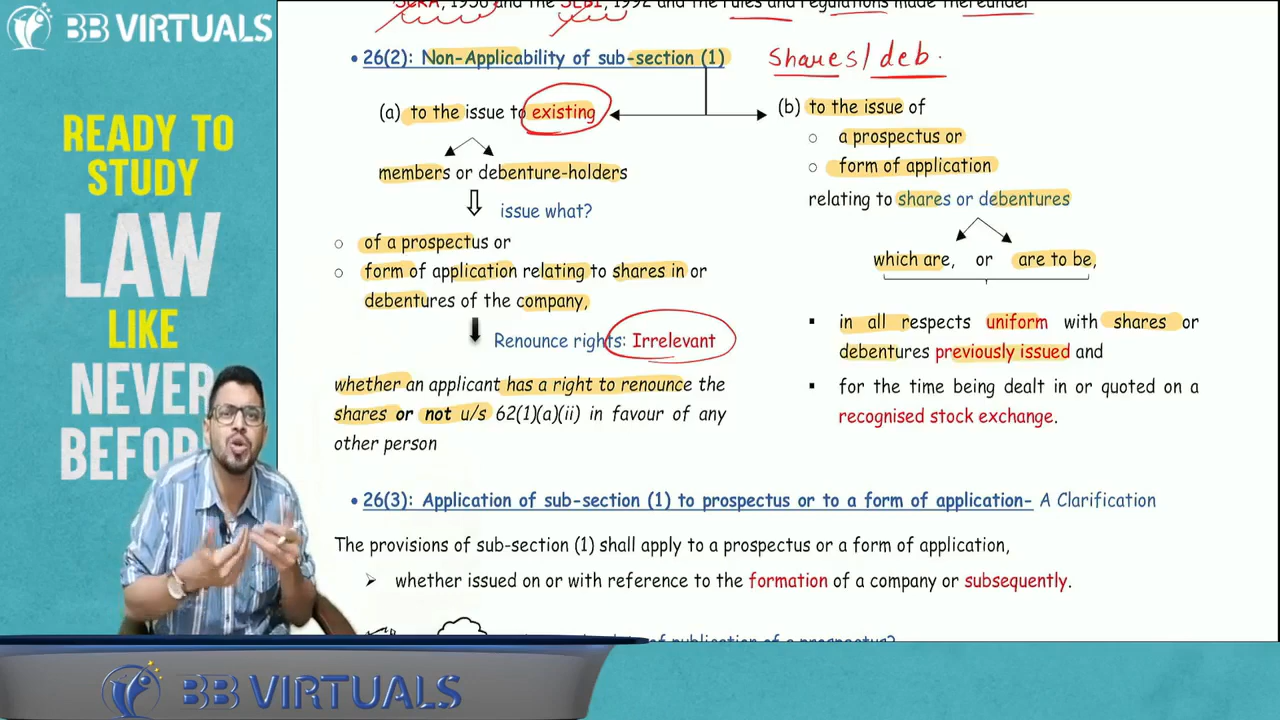 BB VIRTUALS
READY TO
STUDY
LAW
LIKE
NEVER
BEFOR
SCRA, 1956 and the SEBI, 1992 and the rules and regulations made thereunder
• 26(2): Non-Applicability of sub-section (1)
Shares/deb.
(a) to the issue to existing
members or debenture-holders
issue what?
○ of a prospectus or
○ form of application relating to shares in or
debentures of the company,
Renounce rights: Irrelevant
whether an applicant has a right to renounce the
shares or not u/s 62(1)(a)(ii) in favour of any
other person
(b) to the issue of
○ a prospectus or
○ form of application
relating to shares or debentures
which are, or are to be,
▪ in all respects uniform with shares or
debentures previously issued and
▪ for the time being dealt in or quoted on a
recognised stock exchange.
• 26(3): Application of sub-section (1) to prospectus or to a form of application- A Clarification
The provisions of sub-section (1) shall apply to a prospectus or a form of application,
➤ whether issued on or with reference to the formation of a company or subsequently.
of publication of a prospectus?
BB VIRTUALS